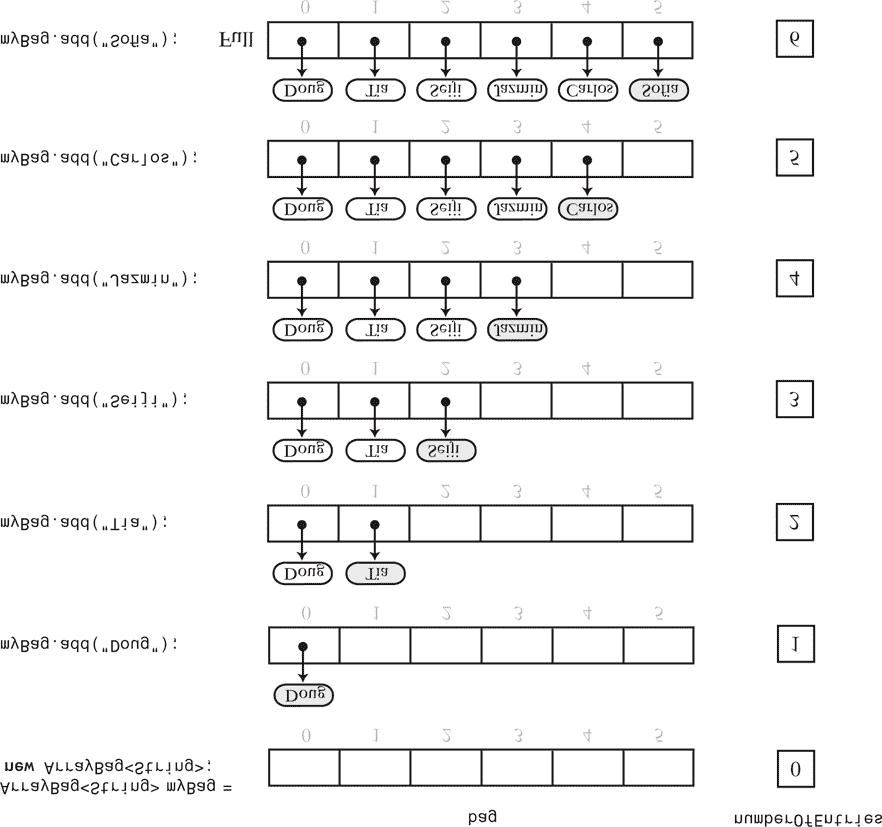 bag numberOfEntries
ArrayBag<String> myBag =
new ArrayBag<String>; 0
0 1 2 3 4 5
Doug
myBag.add("Doug"); 1
0 1 2 3 4 5
Doug Tia
myBag.add("Tia"); 2
0 1 2 3 4 5
Doug Tia Seiji
myBag.add("Seiji"); 3
0 1 2 3 4 5
Doug Tia Seiji Jazmin
myBag.add("Jazmin"); 4
0 1 2 3 4 5
Doug Tia Seiji Jazmin Carlos
myBag.add("Carlos"); 5
0 1 2 3 4 5
Doug Tia Seiji Jazmin Carlos Sofia
myBag.add("Sofia"); Full 6
0 1 2 3 4 5